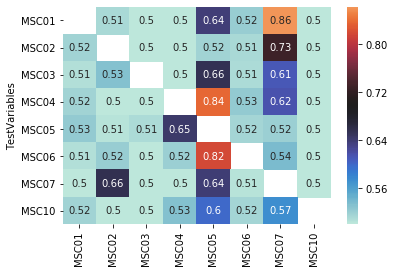 MSC01 0.51 0.5 0.5 0.64 0.52 0.86 0.5
MSC02 0.52 0.5 0.5 0.52 0.51 0.73 0.5
MSC03 0.51 0.53 0.5 0.66 0.51 0.61 0.5
MSC04 0.52 0.5 0.5 0.84 0.53 0.62 0.5
MSC05 0.53 0.51 0.51 0.65 0.52 0.52 0.5
MSC06 0.51 0.52 0.5 0.52 0.82 0.54 0.5
MSC07 0.5 0.66 0.5 0.5 0.64 0.51 0.5
MSC10 0.52 0.5 0.5 0.53 0.6 0.52 0.57
MSC01 MSC02 MSC03 MSC04 MSC05 MSC06 MSC07 MSC10
TestVariables
0.80
0.72
0.64
0.56